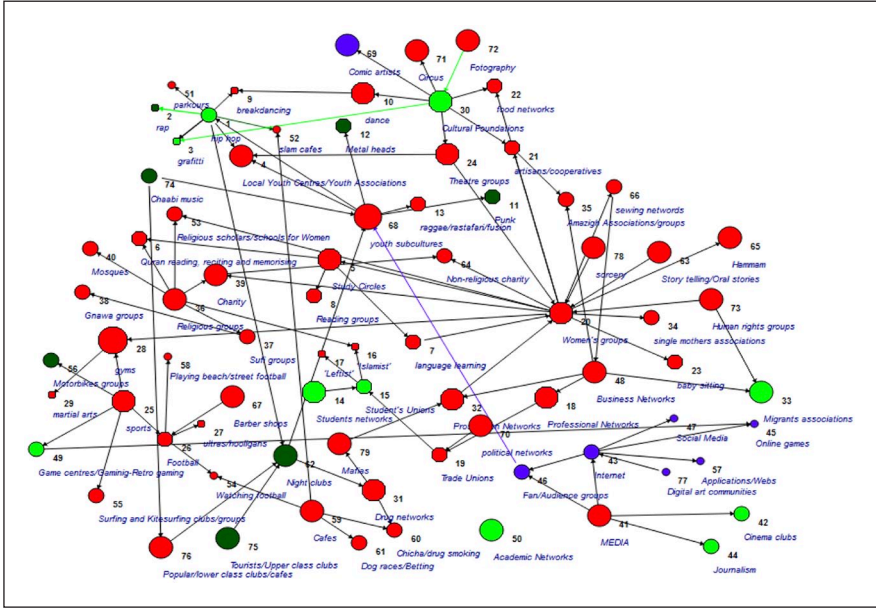 69
71
72
Comic artists
Circus
Fotography
51
9
10
30
22
parkours
breakdancing
dance
Cultural Foundations
food networks
2
1
52
12
rap
hip hop
slam cafes
Metal heads
3
4
24
21
grafitti
Local Youth Centres/Youth Associations
Theatre groups
artisans/cooperatives
74
13
11
35
66
Chaabi music
raggae/rastafari/fusion
Punk
Amazigh Associations/groups
sewing networds
53
68
Religious scholars/schools for Women
youth subcultures
6
5
64
78
63
65
Quran reading, reciting and memorising
Study Circles
Non-religious charity
sorcery
Story telling/Oral stories
Hammam
40
39
Mosques
Charity
38
36
8
20
34
73
Gnawa groups
Religious groups
Reading groups
Women's groups
single mothers associations
Human rights groups
28
37
17
16
7
23
gyms
Sufi groups
'Leftist'
'Islamist'
language learning
baby sitting
56
58
Motorbikes groups
Playing beach/street football
29
25
67
14
15
32
18
48
33
martial arts
sports
Barber shops
Students networks
Student's Unions
Professional Networks
Business Networks
Migrants associations
27
26
70
47
45
ultras/hooligans
Football
political networks
Social Media
Online games
49
62
79
19
43
57
Game centres/Gaminig-Retro gaming
Night clubs
Mafias
Trade Unions
Internet
Applications/Webs
54
46
77
Watching football
Fan/Audience groups
Digital art communities
55
31
Surfing and Kitesurfing clubs/groups
Drug networks
59
60
50
41
42
Cafes
Chicha/drug smoking
Academic Networks
MEDIA
Cinema clubs
76
75
61
44
Popular/lower class clubs/cafes
Tourists/Upper class clubs
Dog races/Betting
Journalism